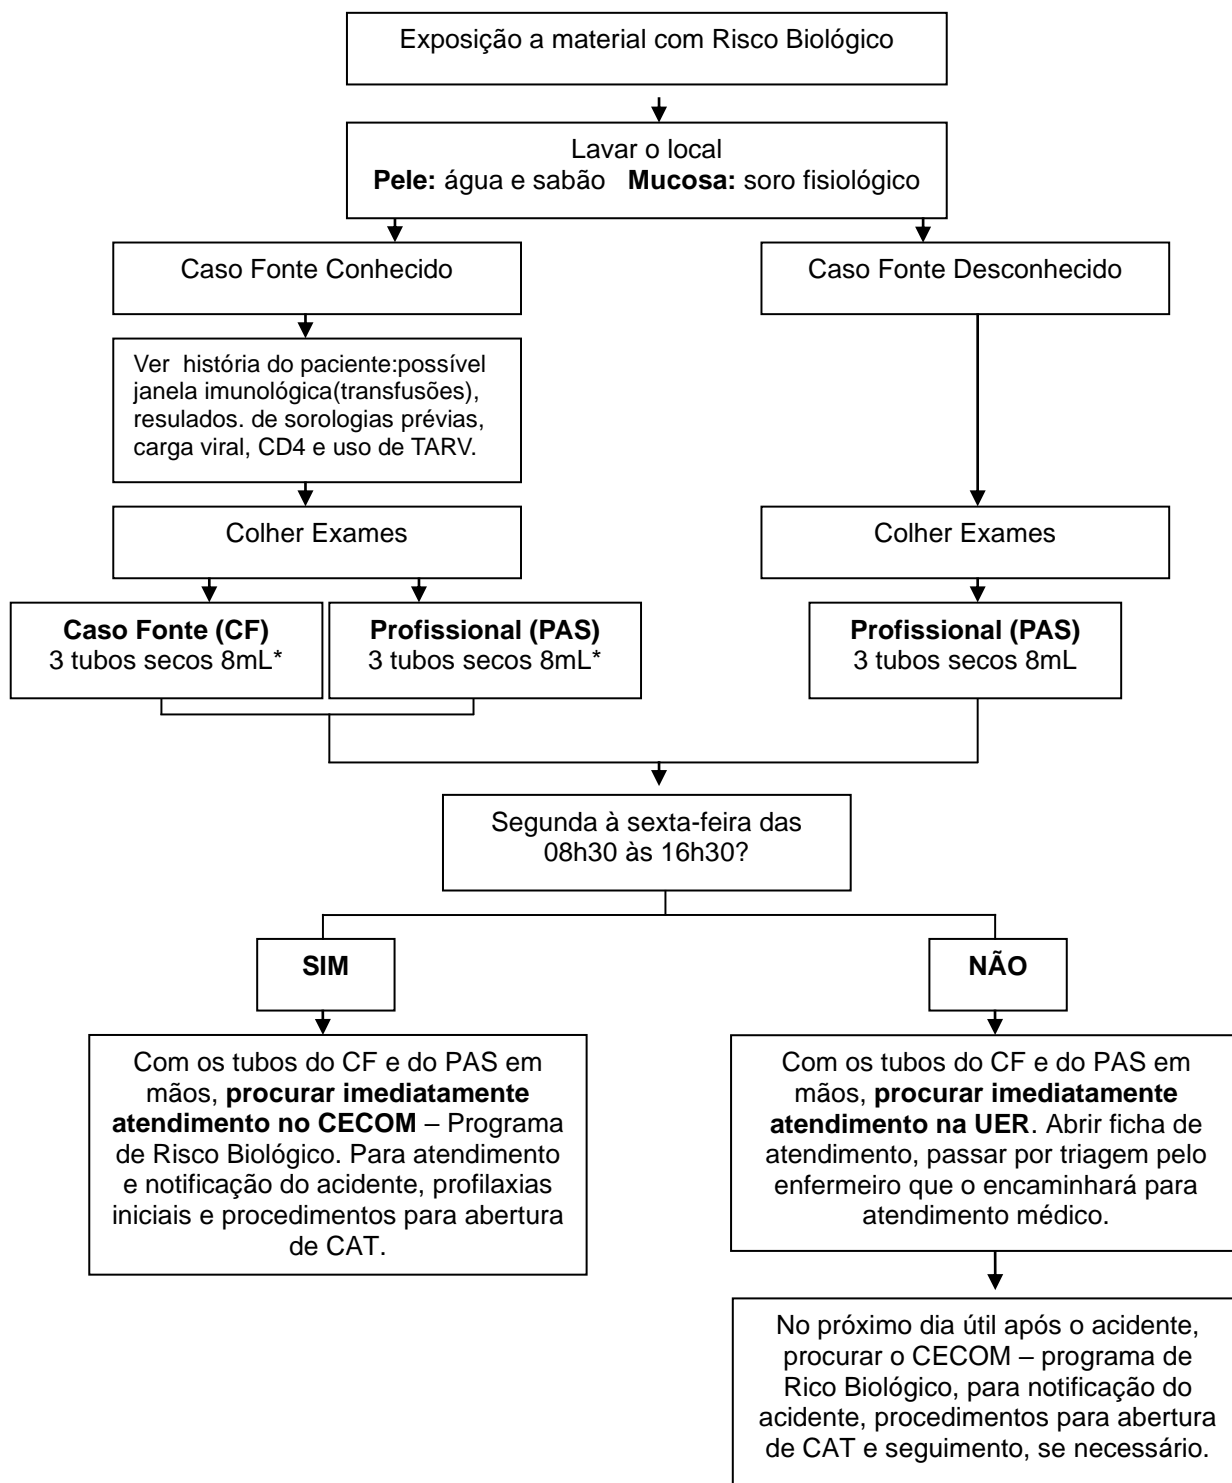 Exposição a material com Risco Biológico
Lavar o local
Pele: água e sabão   Mucosa: soro fisiológico
Caso Fonte Conhecido
Caso Fonte Desconhecido
Ver  história do paciente:possível
janela imunológica(transfusões),
resulados. de sorologias prévias,
carga viral, CD4 e uso de TARV.
Colher Exames
Colher Exames
Caso Fonte (CF)
3 tubos secos 8mL*
Profissional (PAS)
3 tubos secos 8mL*
Profissional (PAS)
3 tubos secos 8mL
Segunda à sexta-feira das
08h30 às 16h30?
SIM
NÃO
Com os tubos do CF e do PAS em
mãos, procurar imediatamente
atendimento no CECOM – Programa
de Risco Biológico. Para atendimento
e notificação do acidente, profilaxias
iniciais e procedimentos para abertura
de CAT.
Com os tubos do CF e do PAS em
mãos, procurar imediatamente
atendimento na UER. Abrir ficha de
atendimento, passar por triagem pelo
enfermeiro que o encaminhará para
atendimento médico.
No próximo dia útil após o acidente,
procurar o CECOM – programa de
Rico Biológico, para notificação do
acidente, procedimentos para abertura
de CAT e seguimento, se necessário.